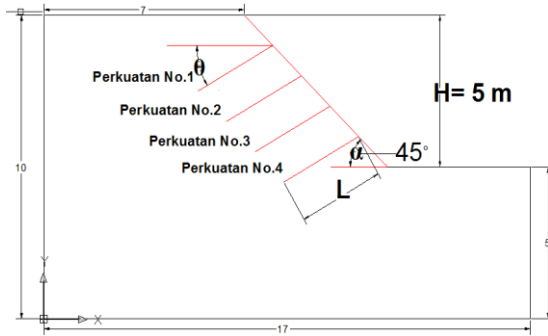 7
θ
Perkuatan No.1
Perkuatan No.2
Perkuatan No.3
Perkuatan No.4
H= 5 m
10
α
45°
L
5
Y
X
17